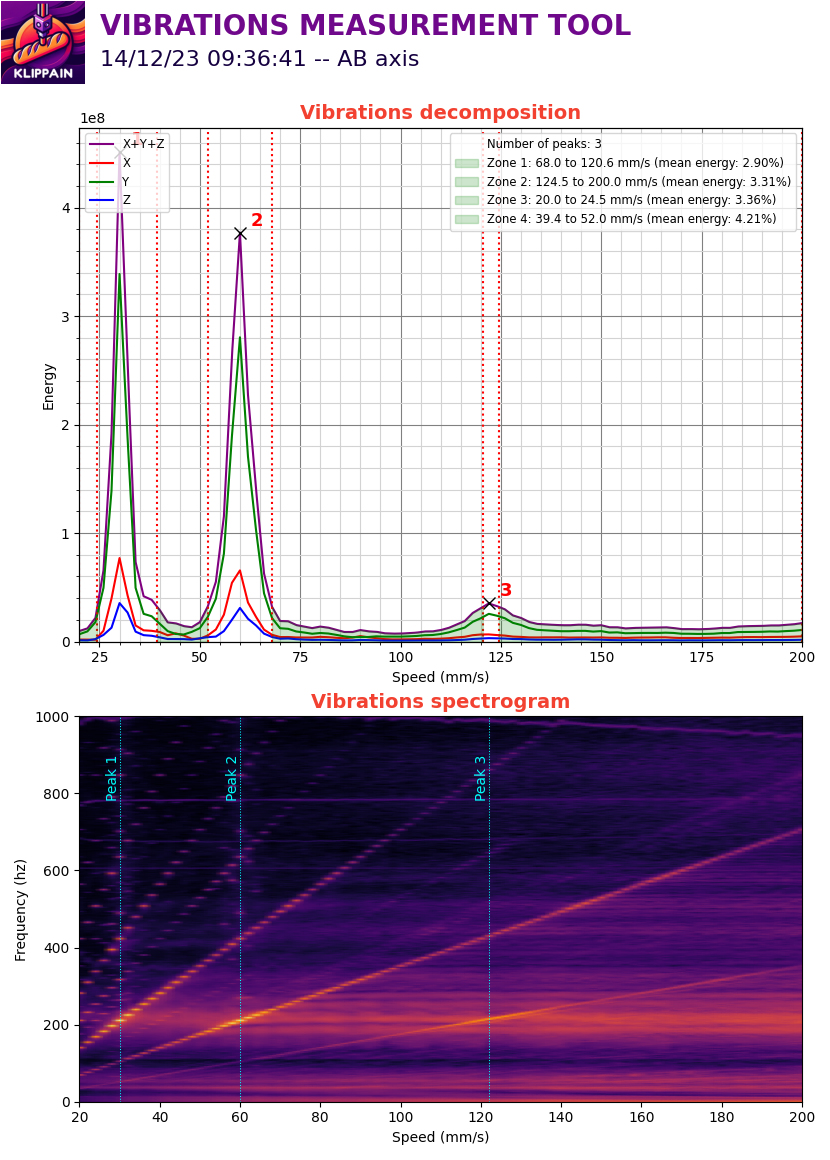 KLIPPAIN
VIBRATIONS MEASUREMENT TOOL
14/12/23 09:36:41 -- AB axis
Vibrations decomposition
1e8
X+Y+Z
X
Y
Z
1
2
3
Number of peaks: 3
Zone 1: 68.0 to 120.6 mm/s (mean energy: 2.90%)
Zone 2: 124.5 to 200.0 mm/s (mean energy: 3.31%)
Zone 3: 20.0 to 24.5 mm/s (mean energy: 3.36%)
Zone 4: 39.4 to 52.0 mm/s (mean energy: 4.21%)
Energy
4
3
2
1
0
25 50 75 100 125 150 175 200
Speed (mm/s)
Vibrations spectrogram
Peak 1
Peak 2
Peak 3
Frequency (hz)
1000
800
600
400
200
0
20 40 60 80 100 120 140 160 180 200
Speed (mm/s)